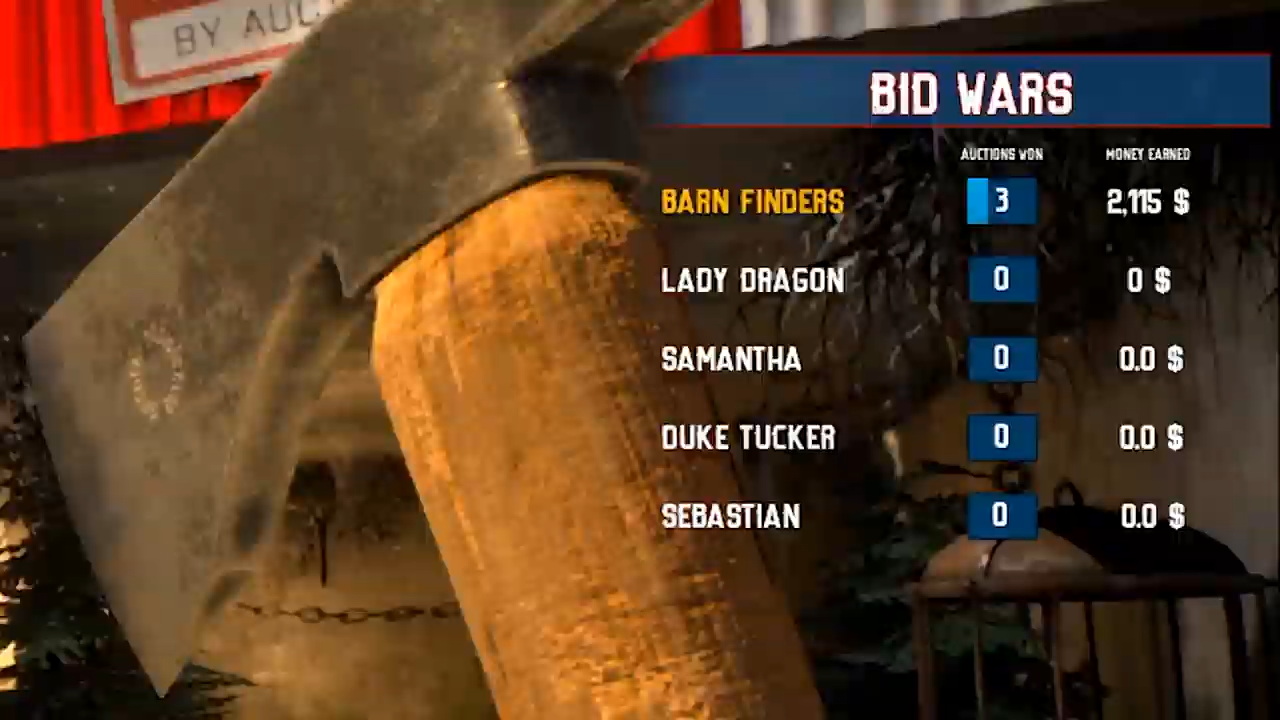 BY AUC
BID WARS
AUCTIONS WON MONEY EARNED
BARN FINDERS 3 2,115 $
LADY DRAGON 0 0 $
SAMANTHA 0 0.0 $
DUKE TUCKER 0 0.0 $
SEBASTIAN 0 0.0 $